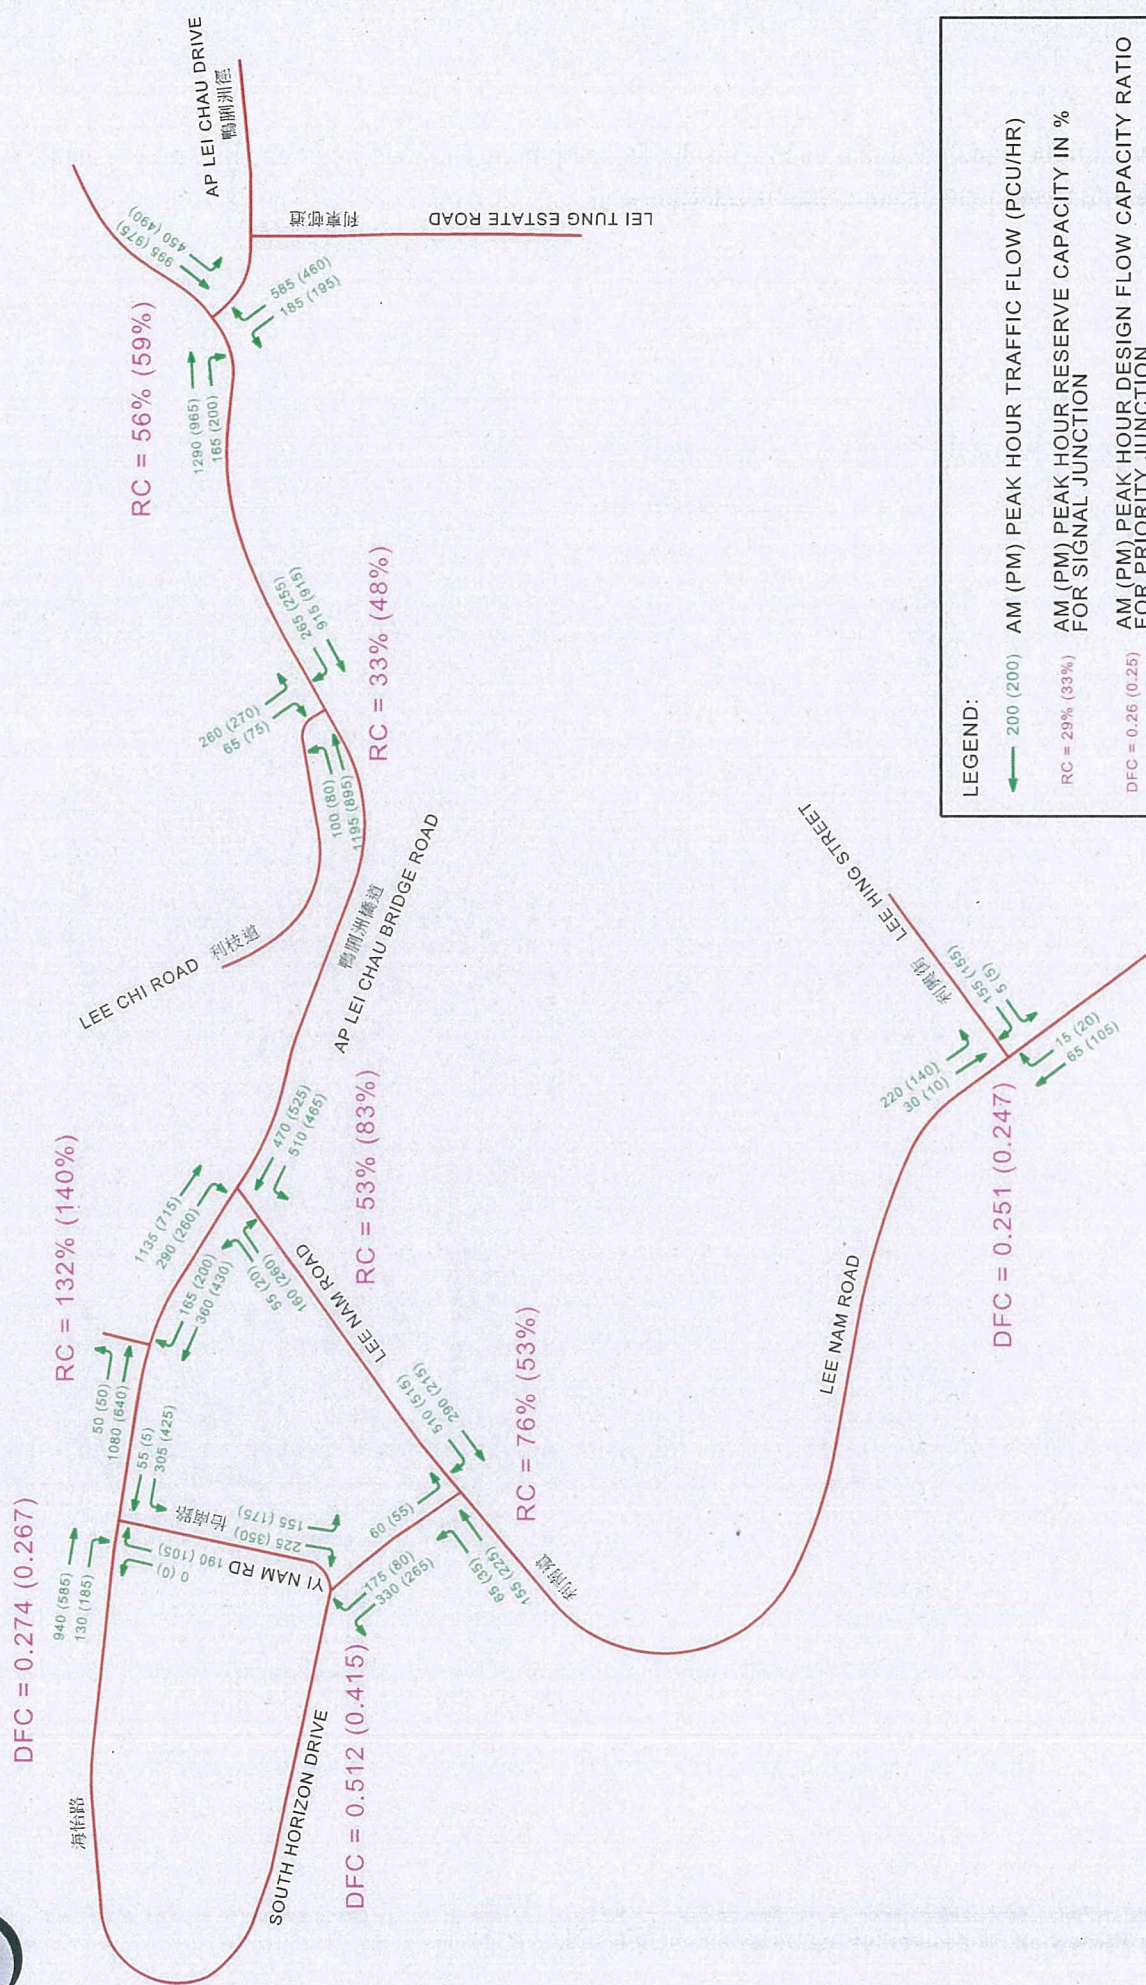 AP LEI CHAU DRIVE
鴨脷洲徑
利東邨道
LEI TUNG ESTATE ROAD
995 (975)
450 (490)
585 (460)
185 (195)
RC = 56% (59%)
1290 (965)
165 (200)
265 (255)
915 (915)
RC = 33% (48%)
260 (270)
65 (75)
100 (80)
1195 (895)
LEE CHI ROAD 利枝道
鴨脷洲橋道
AP LEI CHAU BRIDGE ROAD
RC = 132% (140%)
1135 (715)
290 (260)
470 (525)
510 (465)
RC = 53% (83%)
165 (200)
360 (430)
55 (20)
160 (260)
LEE NAM ROAD
50 (50)
1080 (640)
55 (5)
305 (425)
DFC = 0.274 (0.267)
940 (585)
130 (185)
0 (0)
190 (105)
怡南路
YI NAM RD
155 (175)
225 (350)
60 (55)
175 (80)
330 (265)
510 (515)
290 (215)
RC = 76% (53%)
65 (35)
155 (225)
利南道
DFC = 0.512 (0.415)
SOUTH HORIZON DRIVE
海怡路
LEE NAM ROAD
LEE HING STREET
利興街
155 (155)
5 (5)
220 (140)
30 (10)
15 (20)
65 (105)
DFC = 0.251 (0.247)
LEGEND:
200 (200) AM (PM) PEAK HOUR TRAFFIC FLOW (PCU/HR)
RC = 29% (33%) AM (PM) PEAK HOUR RESERVE CAPACITY IN %
FOR SIGNAL JUNCTION
DFC = 0.26 (0.25) AM (PM) PEAK HOUR DESIGN FLOW CAPACITY RATIO
FOR PRIORITY JUNCTION